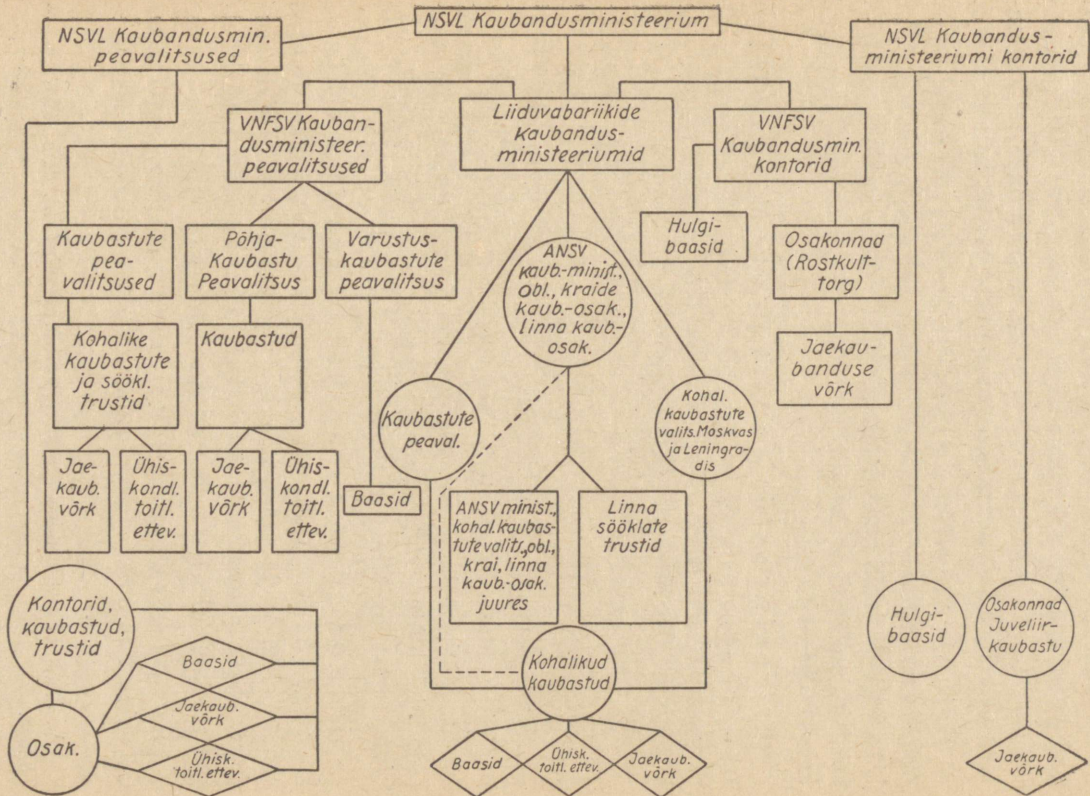 NSVL Kaubandusministeerium
NSVL Kaubandusmin.
peavalitsused
NSVL Kaubandus-
ministeeriumi kontorid
VNFSV Kauban-
dusministeer.
peavalitsused
Liiduvabariikide
kaubandus-
ministeeriumid
VNFSV
Kaubandusmin.
kontorid
Kaubastute
pea-
valitsused
Põhja-
Kaubastu
Peavalitsus
Varustus-
kaubastute
peavalitsus
ANSV
kaub.-minist.,
obl., kraide
kaub.-osak.,
linna kaub.-
osak.
Hulgi-
baasid
Osakonnad
(Rostkult-
torg)
Kohalike
kaubastute
ja söökl.
trustid
Kaubastud
Jaekau-
banduse
võrk
Kaubastute
peaval.
Kohal.
kaubastute
valits. Moskvas
ja Leningra-
dis
Jae-
kaub.
võrk
Ühis-
kondl.
toitl.
ettev.
Jae-
kaub.
võrk
Ühis-
kondl.
toitl.
ettev.
Baasid
ANSV minist.,
kohal. kaubas-
tute valits., obl.,
krai, linna
kaub.-osak.
juures
Linna
sööklate
trustid
Kontorid,
kaubastud,
trustid
Hulgi-
baasid
Osakonnad
Juveliir-
kaubastu
Baasid
Kohalikud
kaubastud
Jaekaub.
võrk
Osak.
Ühisk.
toitl. ettev.
Baasid
Ühisk.
toitl. ettev.
Jaekaub.
võrk
Jaekaub.
võrk